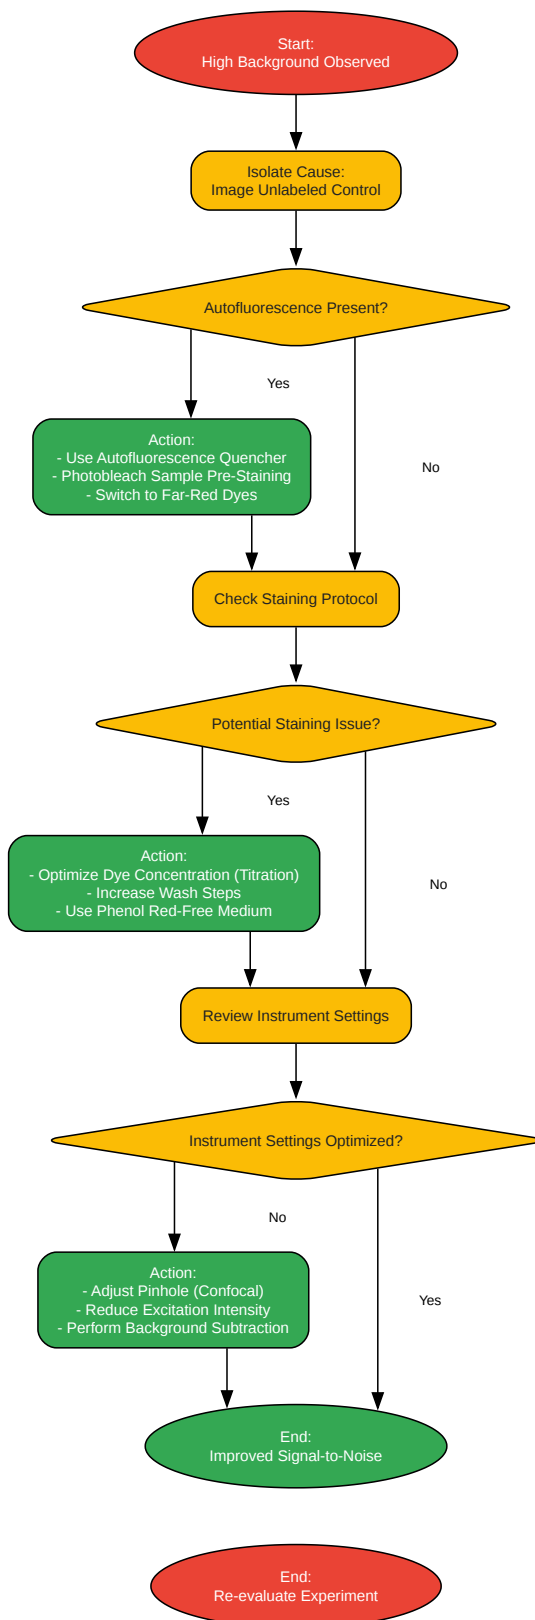 Start:
High Background Observed
Isolate Cause:
Image Unlabeled Control
Autofluorescence Present?
Yes
Action:
- Use Autofluorescence Quencher
- Photobleach Sample Pre-Staining
- Switch to Far-Red Dyes
No
Check Staining Protocol
Potential Staining Issue?
Yes
Action:
- Optimize Dye Concentration (Titration)
- Increase Wash Steps
- Use Phenol Red-Free Medium
No
Review Instrument Settings
Instrument Settings Optimized?
No
Action:
- Adjust Pinhole (Confocal)
- Reduce Excitation Intensity
- Perform Background Subtraction
Yes
End:
Improved Signal-to-Noise
End:
Re-evaluate Experiment